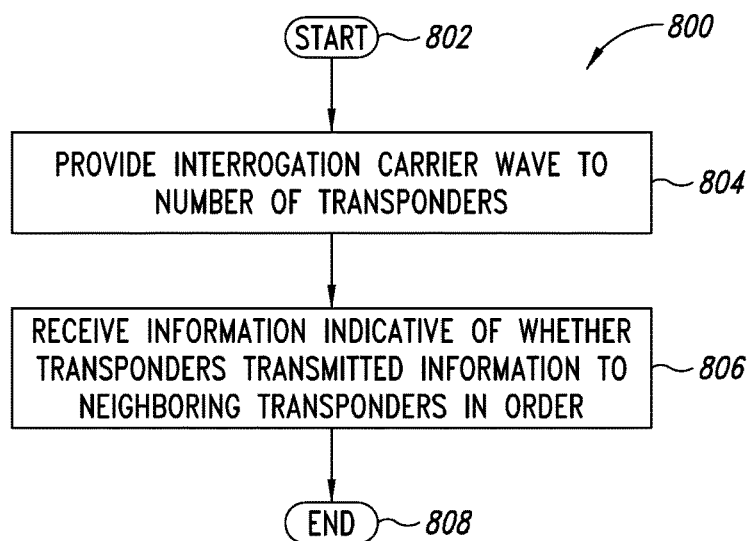 START 802
800
PROVIDE INTERROGATION CARRIER WAVE TO
NUMBER OF TRANSPONDERS
804
RECEIVE INFORMATION INDICATIVE OF WHETHER
TRANSPONDERS TRANSMITTED INFORMATION TO
NEIGHBORING TRANSPONDERS IN ORDER
806
END 808